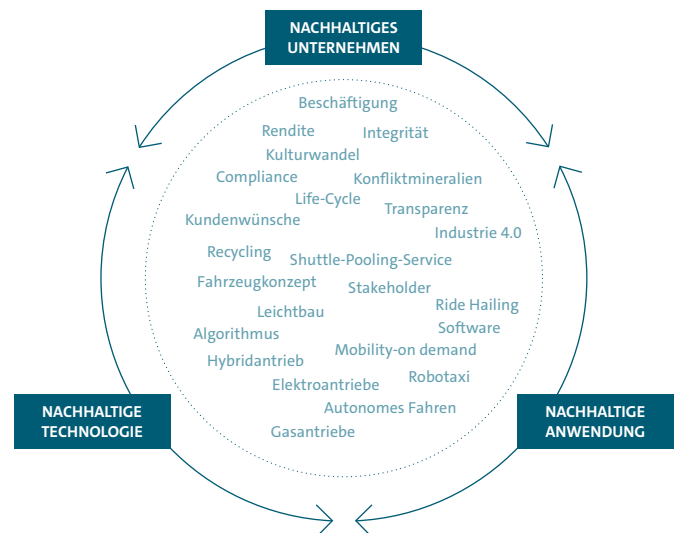 NACHHALTIGES
UNTERNEHMEN
Beschäftigung
Rendite
Integrität
Kulturwandel
Compliance
Konfliktmineralien
Life-Cycle
Transparenz
Kundenwünsche
Industrie 4.0
Recycling
Shuttle-Pooling-Service
Fahrzeugkonzept
Stakeholder
Ride Hailing
Leichtbau
Software
Algorithmus
Mobility-on demand
Hybridantrieb
Robotaxi
Elektroantriebe
Autonomes Fahren
Gasantriebe
NACHHALTIGE
TECHNOLOGIE
NACHHALTIGE
ANWENDUNG